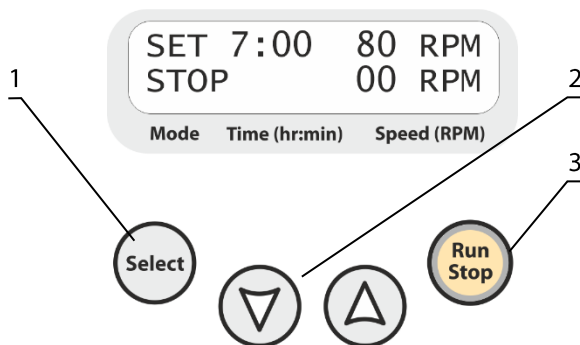 SET 7:00 80 RPM
STOP 00 RPM
Mode Time (hr:min) Speed (RPM)
1
2
3
Select
Run
Stop